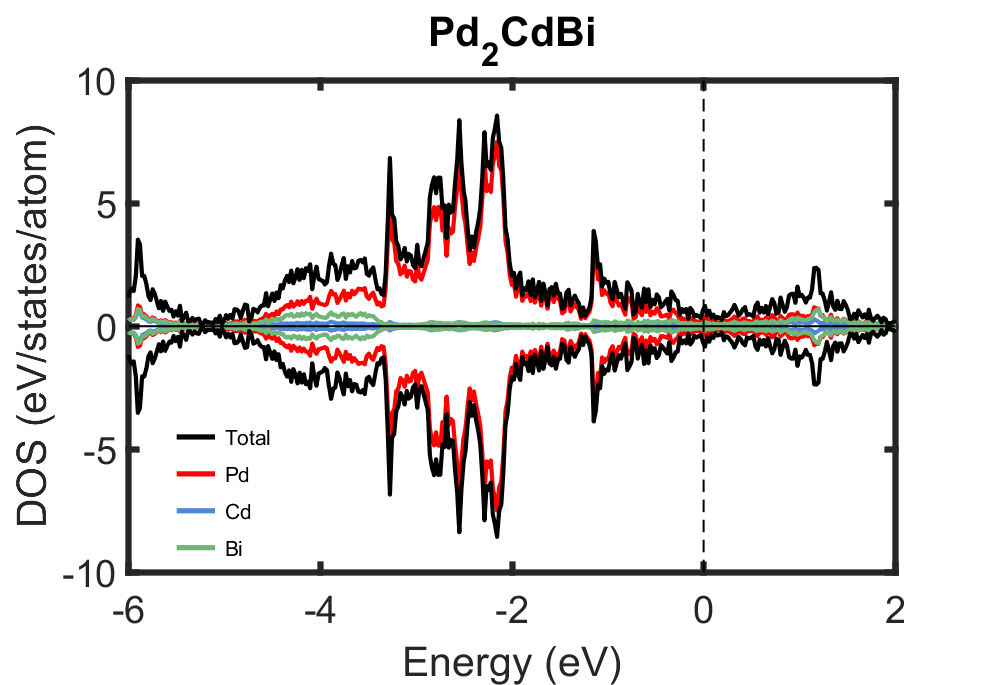 Pd₂CdBi
DOS (eV/states/atom)
10
5
0
-5
-10
Total
Pd
Cd
Bi
-6 -4 -2 0 2
Energy (eV)